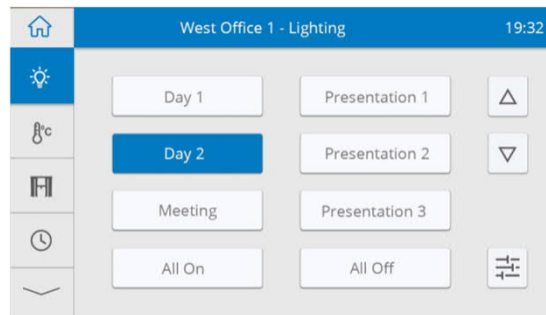 West Office 1 - Lighting 19:32
Day 1 Presentation 1
°C
Day 2 Presentation 2
Meeting Presentation 3
All On All Off